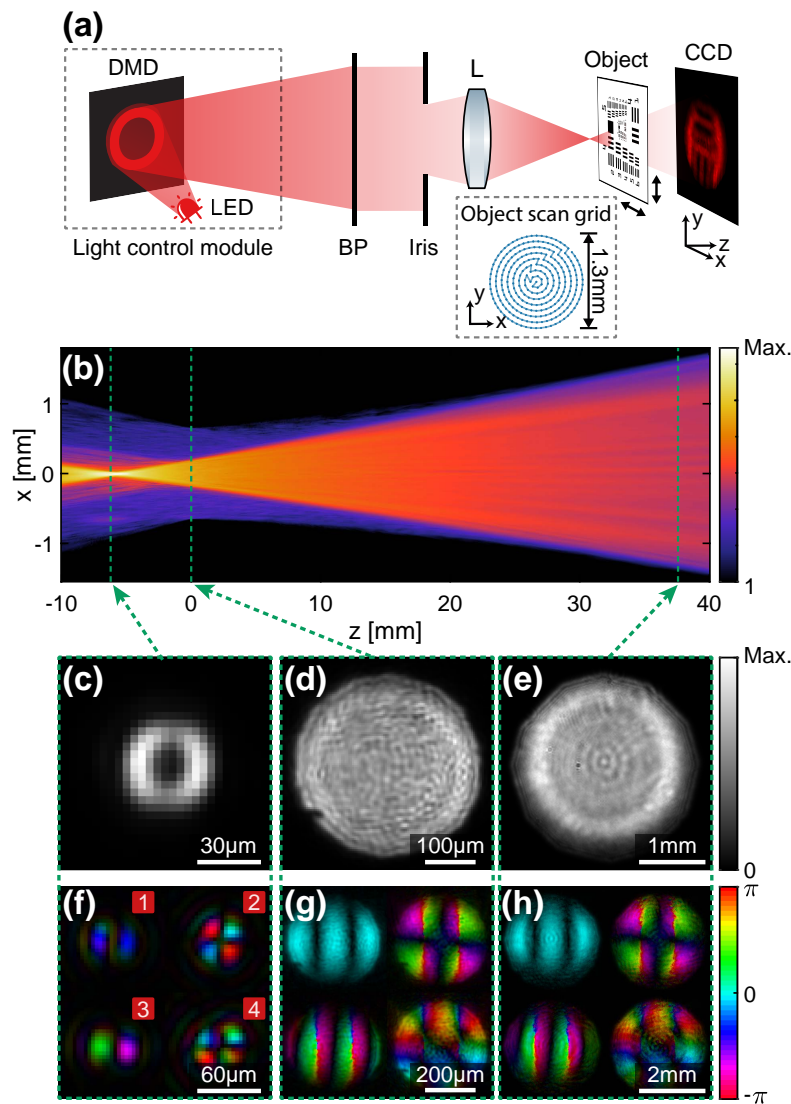 (a)
DMD
L
Object
CCD
LED
Light control module
BP
Iris
Object scan grid
1.3mm
y
x
y
z
x
(b)
Max.
1
0
-1
x [mm]
1
-10
0
10
20
30
40
z [mm]
(c)
(d)
(e)
Max.
30μm
100μm
1mm
0
(f)
1
2
(g)
(h)
π
0
3
4
60μm
200μm
2mm
-π